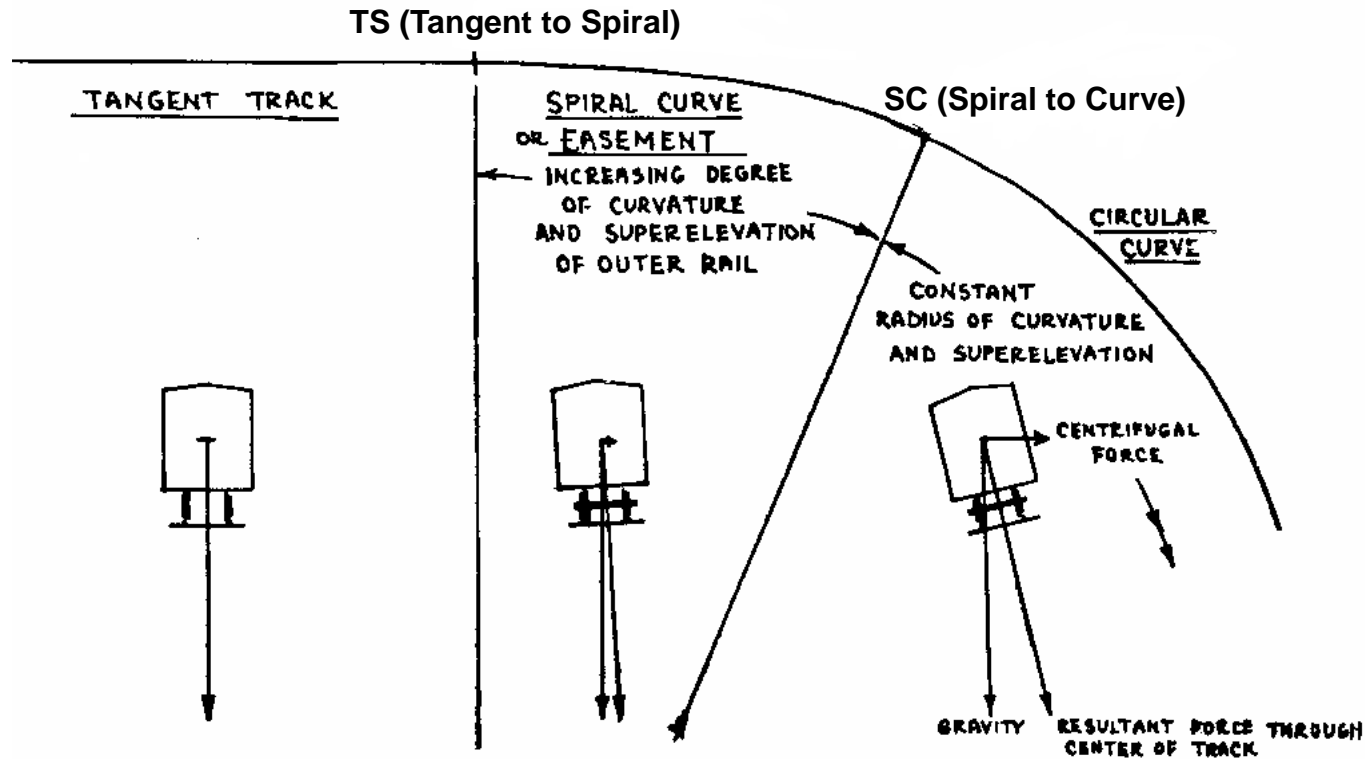 TS (Tangent to Spiral)
TANGENT TRACK
SPIRAL CURVE
OR EASEMENT
INCREASING DEGREE
OF CURVATURE
AND SUPERELEVATION
OF OUTER RAIL
SC (Spiral to Curve)
CIRCULAR
CURVE
CONSTANT
RADIUS OF CURVATURE
AND SUPERELEVATION
CENTRIFUGAL
FORCE
GRAVITY
RESULTANT FORCE THROUGH
CENTER OF TRACK